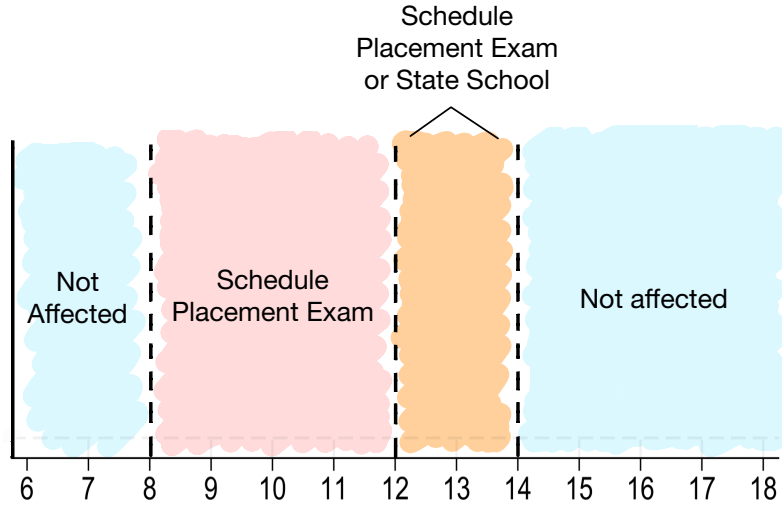 Schedule
Placement Exam
or State School
Not
Affected
Schedule
Placement Exam
Not affected
6 7 8 9 10 11 12 13 14 15 16 17 18